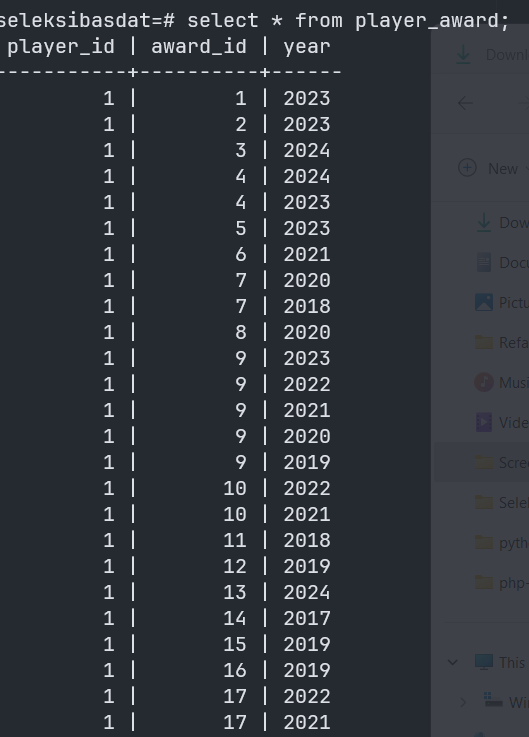 seleksibasdat=# select * from player_award;
player_id | award_id | year
-----------+----------+------
1 | 1 | 2023
1 | 2 | 2023
1 | 3 | 2024
1 | 4 | 2024
1 | 4 | 2023
1 | 5 | 2023
1 | 6 | 2021
1 | 7 | 2020
1 | 7 | 2018
1 | 8 | 2020
1 | 9 | 2023
1 | 9 | 2022
1 | 9 | 2021
1 | 9 | 2020
1 | 9 | 2019
1 | 10 | 2022
1 | 10 | 2021
1 | 11 | 2018
1 | 12 | 2019
1 | 13 | 2024
1 | 14 | 2017
1 | 15 | 2019
1 | 16 | 2019
1 | 17 | 2022
1 | 17 | 2021
Downl
New
Dow
Docu
Pictu
Refa
Musi
Vide
Scre
Sele
pyth
php-
This
Wi